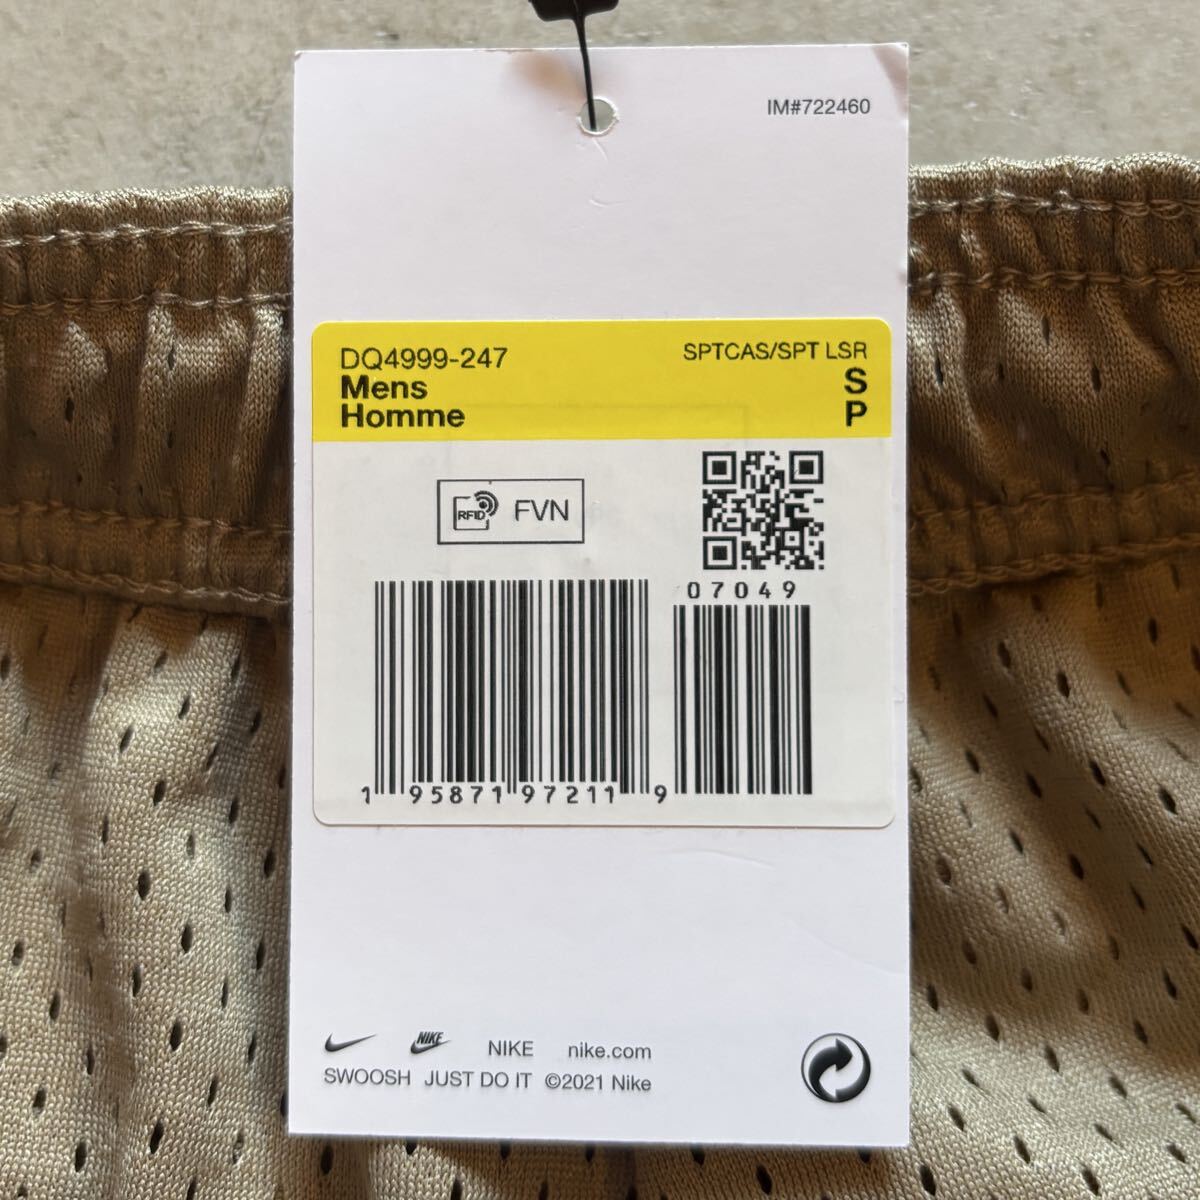 IM#722460
DQ4999-247 SPTCAS/SPT LSR
Mens S
Homme P
RFID FVN
07049
1 95871 97211 9
NIKE NIKE nike.com
SWOOSH JUST DO IT ©2021 Nike